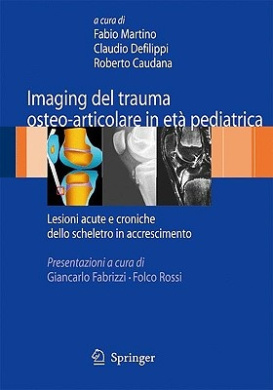 a cura di
Fabio Martino
Claudio Defilippi
Roberto Caudana
Imaging del trauma
osteo-articolare in età pediatrica
Lesioni acute e croniche
dello scheletro in accrescimento
Presentazioni a cura di
Giancarlo Fabrizzi · Folco Rossi
Springer